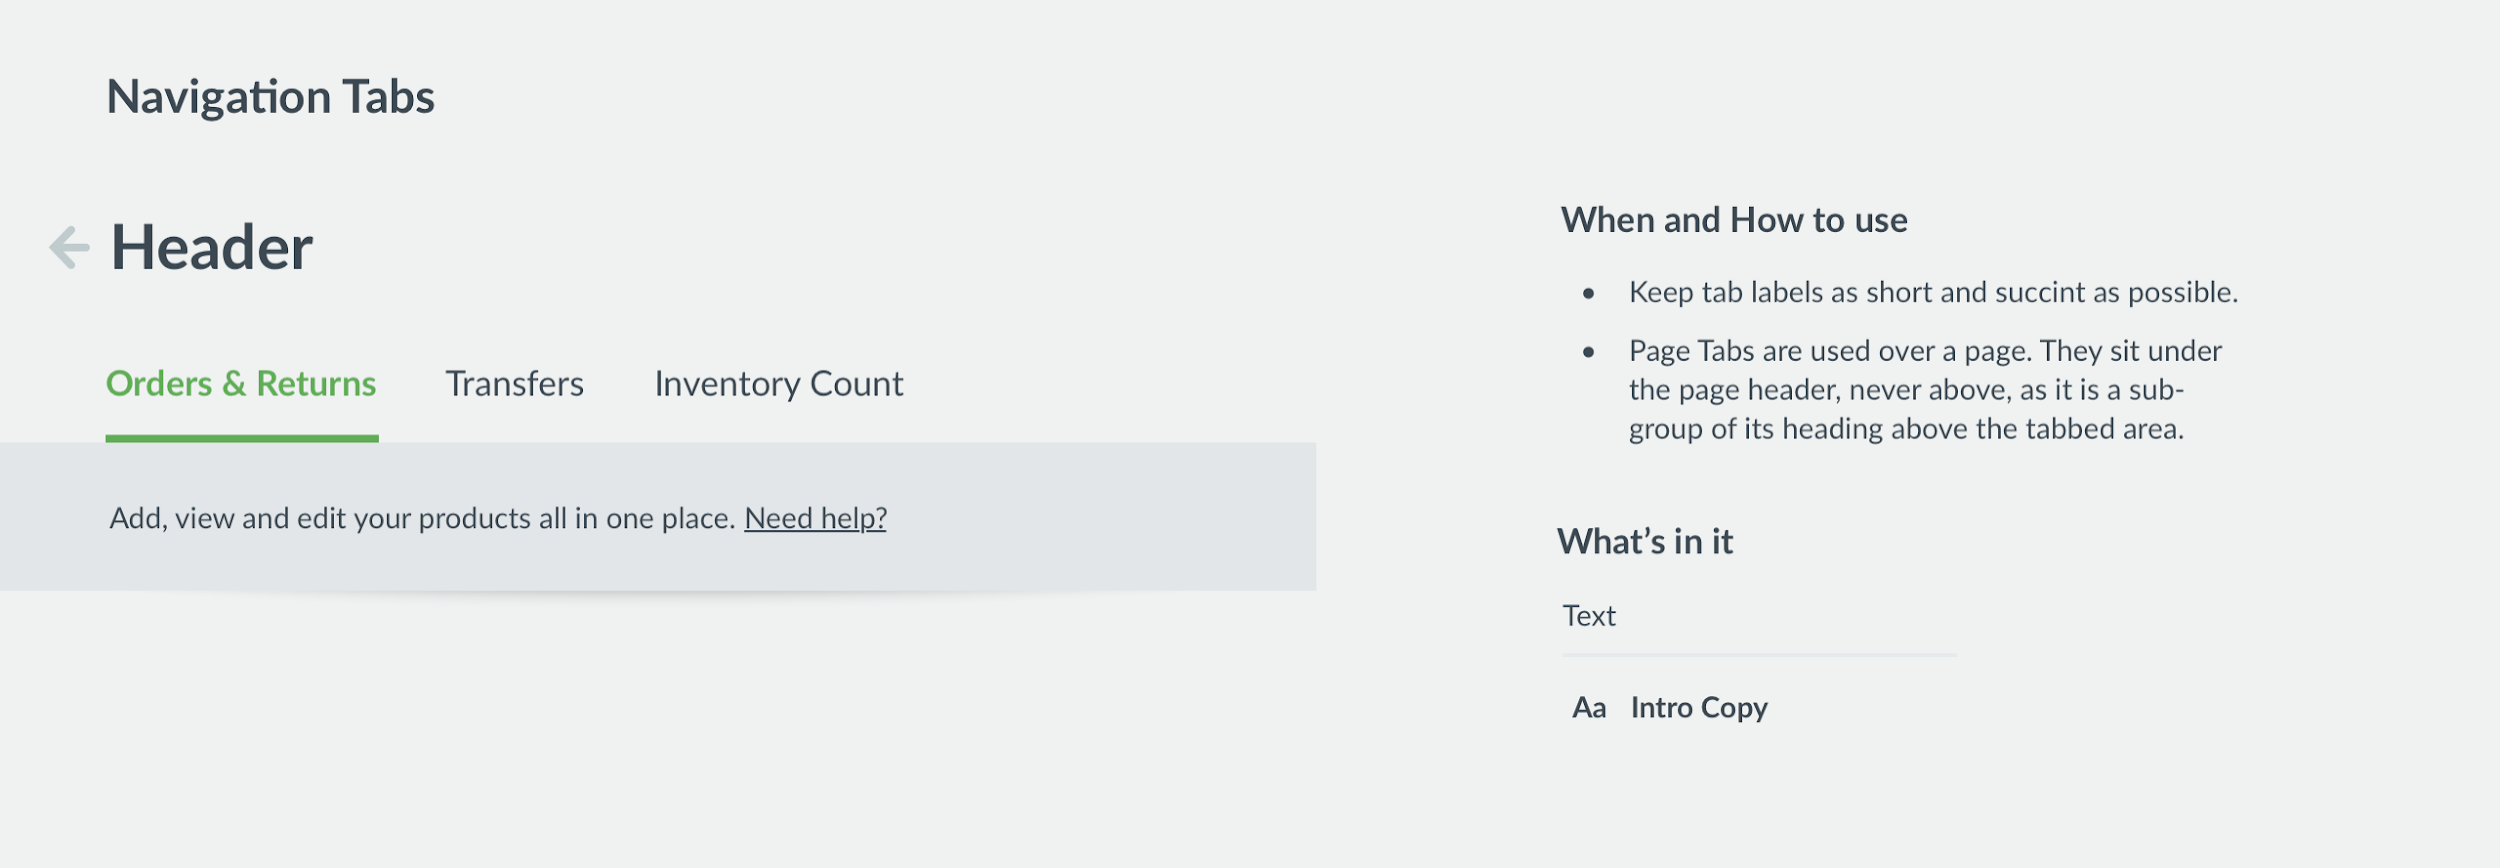 Navigation Tabs
Header
Orders & Returns Transfers Inventory Count
Add, view and edit your products all in one place. Need help?
When and How to use
• Keep tab labels as short and succint as possible.
• Page Tabs are used over a page. They sit under
the page header, never above, as it is a sub-
group of its heading above the tabbed area.
What’s in it
Text
Aa Intro Copy